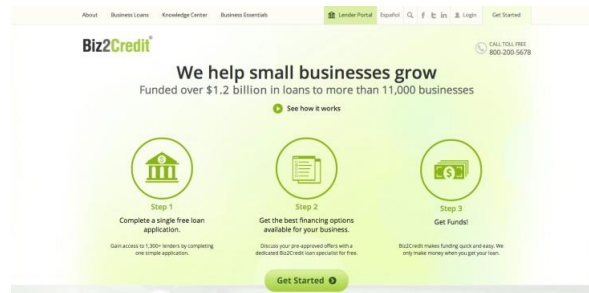 About Business Loans Knowledge Center Business Essentials Lender Portal Español Login Get Started
Biz2Credit®
CALL TOLL FREE
800-200-5678
We help small businesses grow
Funded over $1.2 billion in loans to more than 11,000 businesses
See how it works
Step 1
Complete a single free loan
application.
Gain access to 1,300+ lenders by completing
one simple application.
Step 2
Get the best financing options
available for your business.
Discuss your pre-approved offers with a
dedicated Biz2Credit loan specialist for free.
Step 3
Get Funds!
Biz2Credit makes funding quick and easy. We
only make money when you get your loan.
Get Started